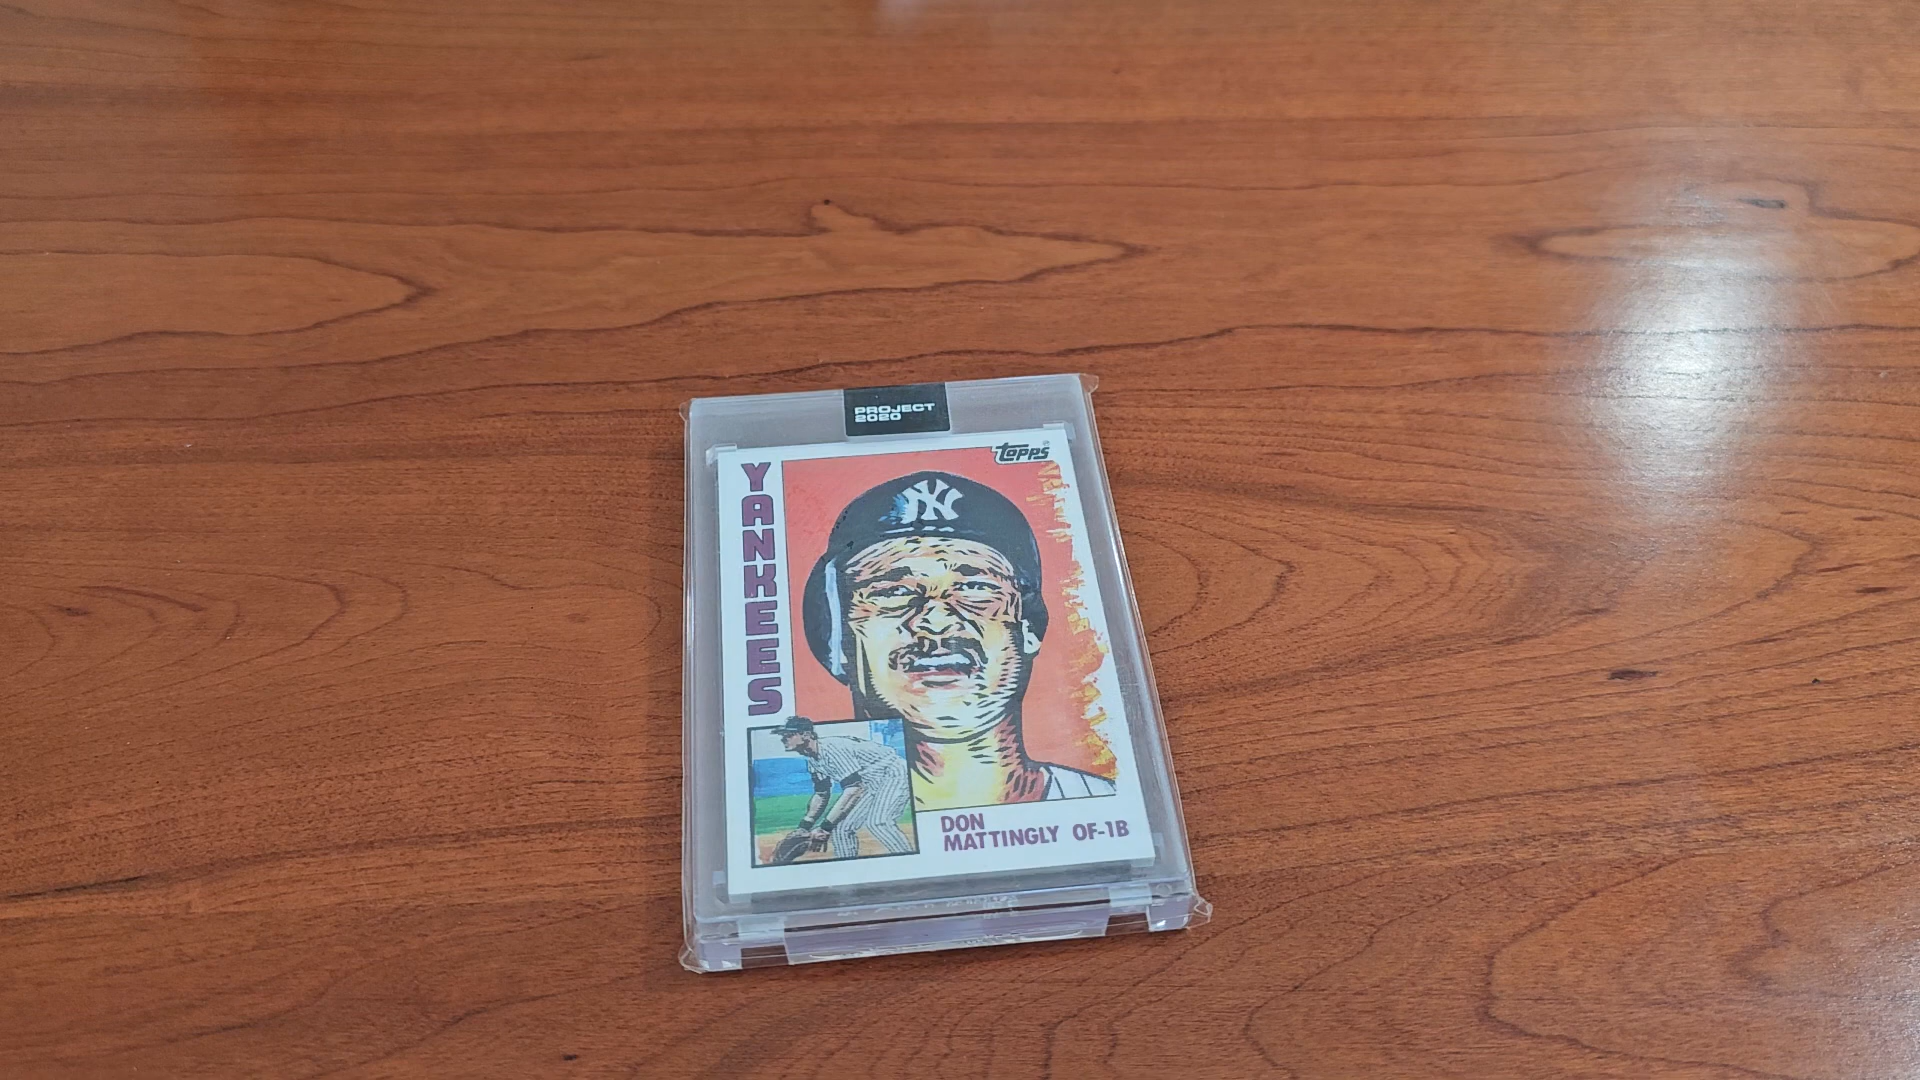 PROJECT
2020
topps
YANKEES
NY
DON
MATTINGLY OF-1B